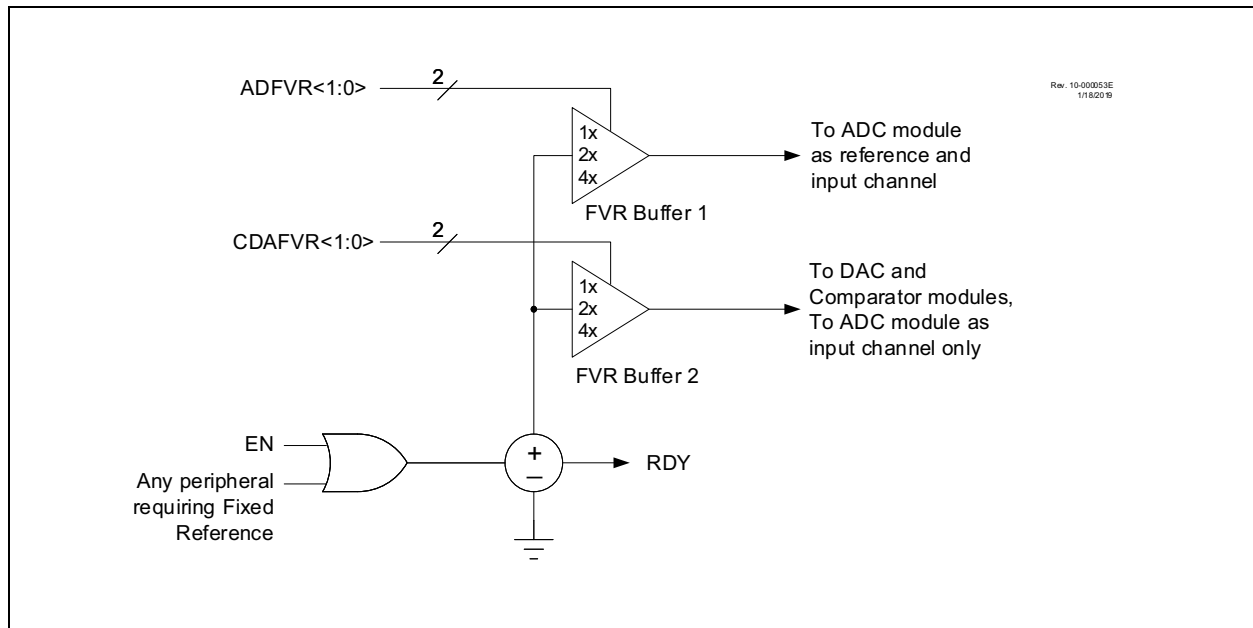 ADFVR<1:0>
2
Rev. 10-000053E
1/18/2019
1x
2x
4x
FVR Buffer 1
To ADC module
as reference and
input channel
CDAFVR<1:0>
2
1x
2x
4x
FVR Buffer 2
To DAC and
Comparator modules,
To ADC module as
input channel only
EN
Any peripheral
requiring Fixed
Reference
+
−
RDY